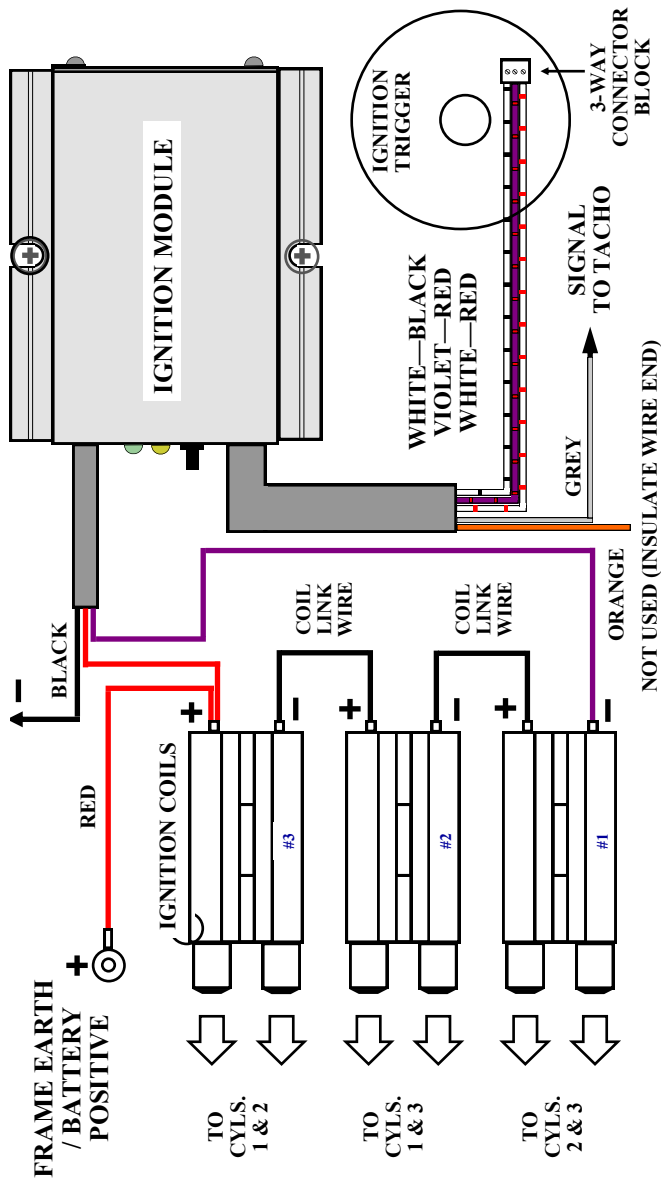 IGNITION MODULE
IGNITION
TRIGGER
3-WAY
CONNECTOR
BLOCK
WHITE—BLACK
VIOLET—RED
WHITE—RED
SIGNAL
TO TACHO
GREY
ORANGE
NOT USED (INSULATE WIRE END)
–
BLACK
RED
+
FRAME EARTH
/ BATTERY
POSITIVE
IGNITION COILS
+
–
#3
COIL
LINK
WIRE
+
–
#2
COIL
LINK
WIRE
+
–
#1
TO
CYLS.
1 & 2
TO
CYLS.
1 & 3
TO
CYLS.
2 & 3